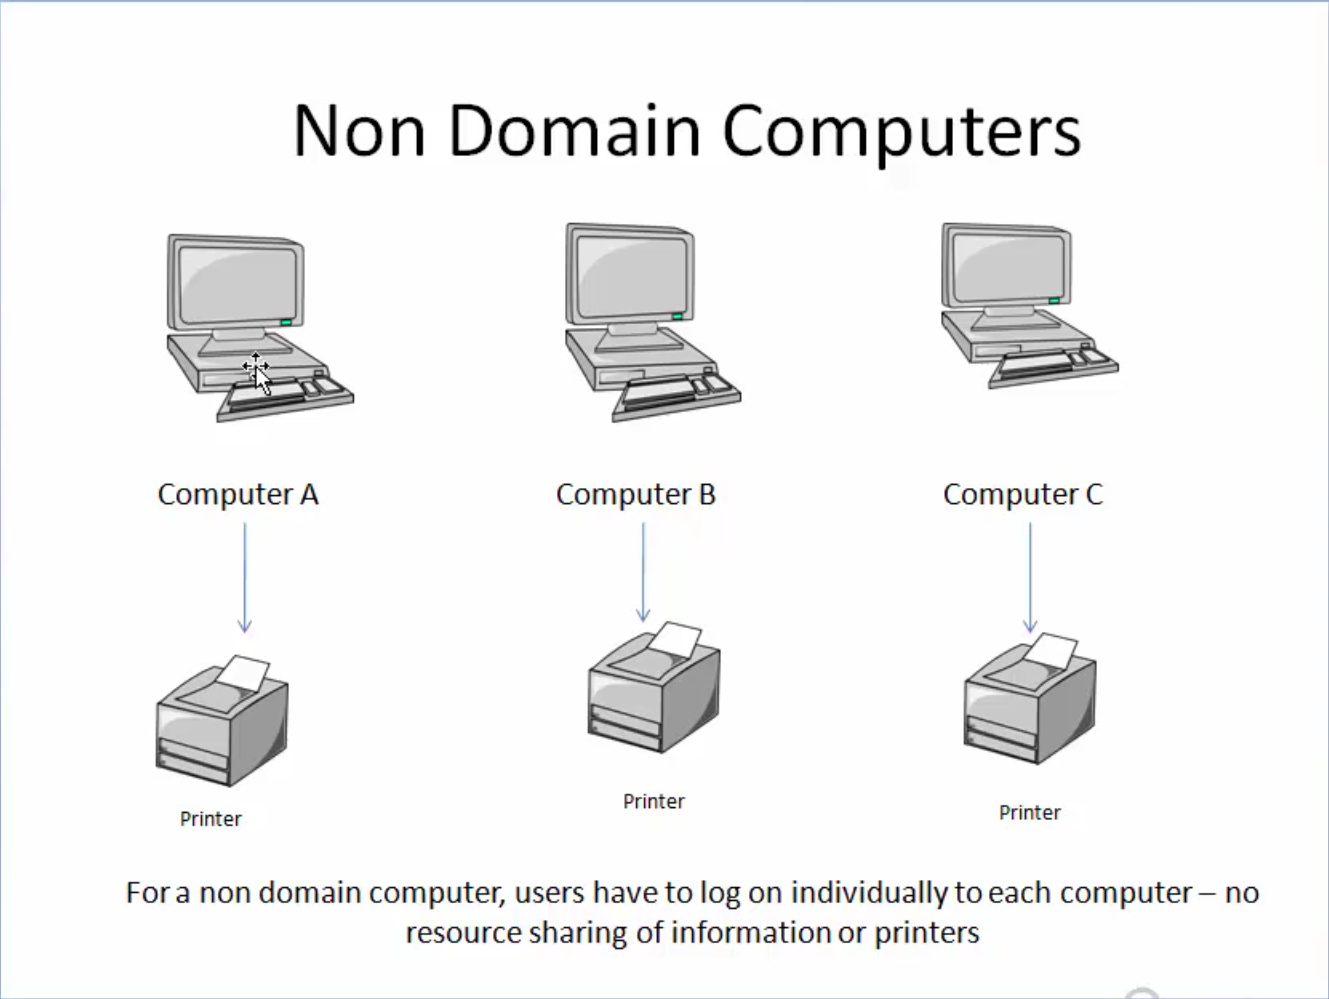 Non Domain Computers
Computer A
Computer B
Computer C
Printer
Printer
Printer
For a non domain computer, users have to log on individually to each computer – no
resource sharing of information or printers